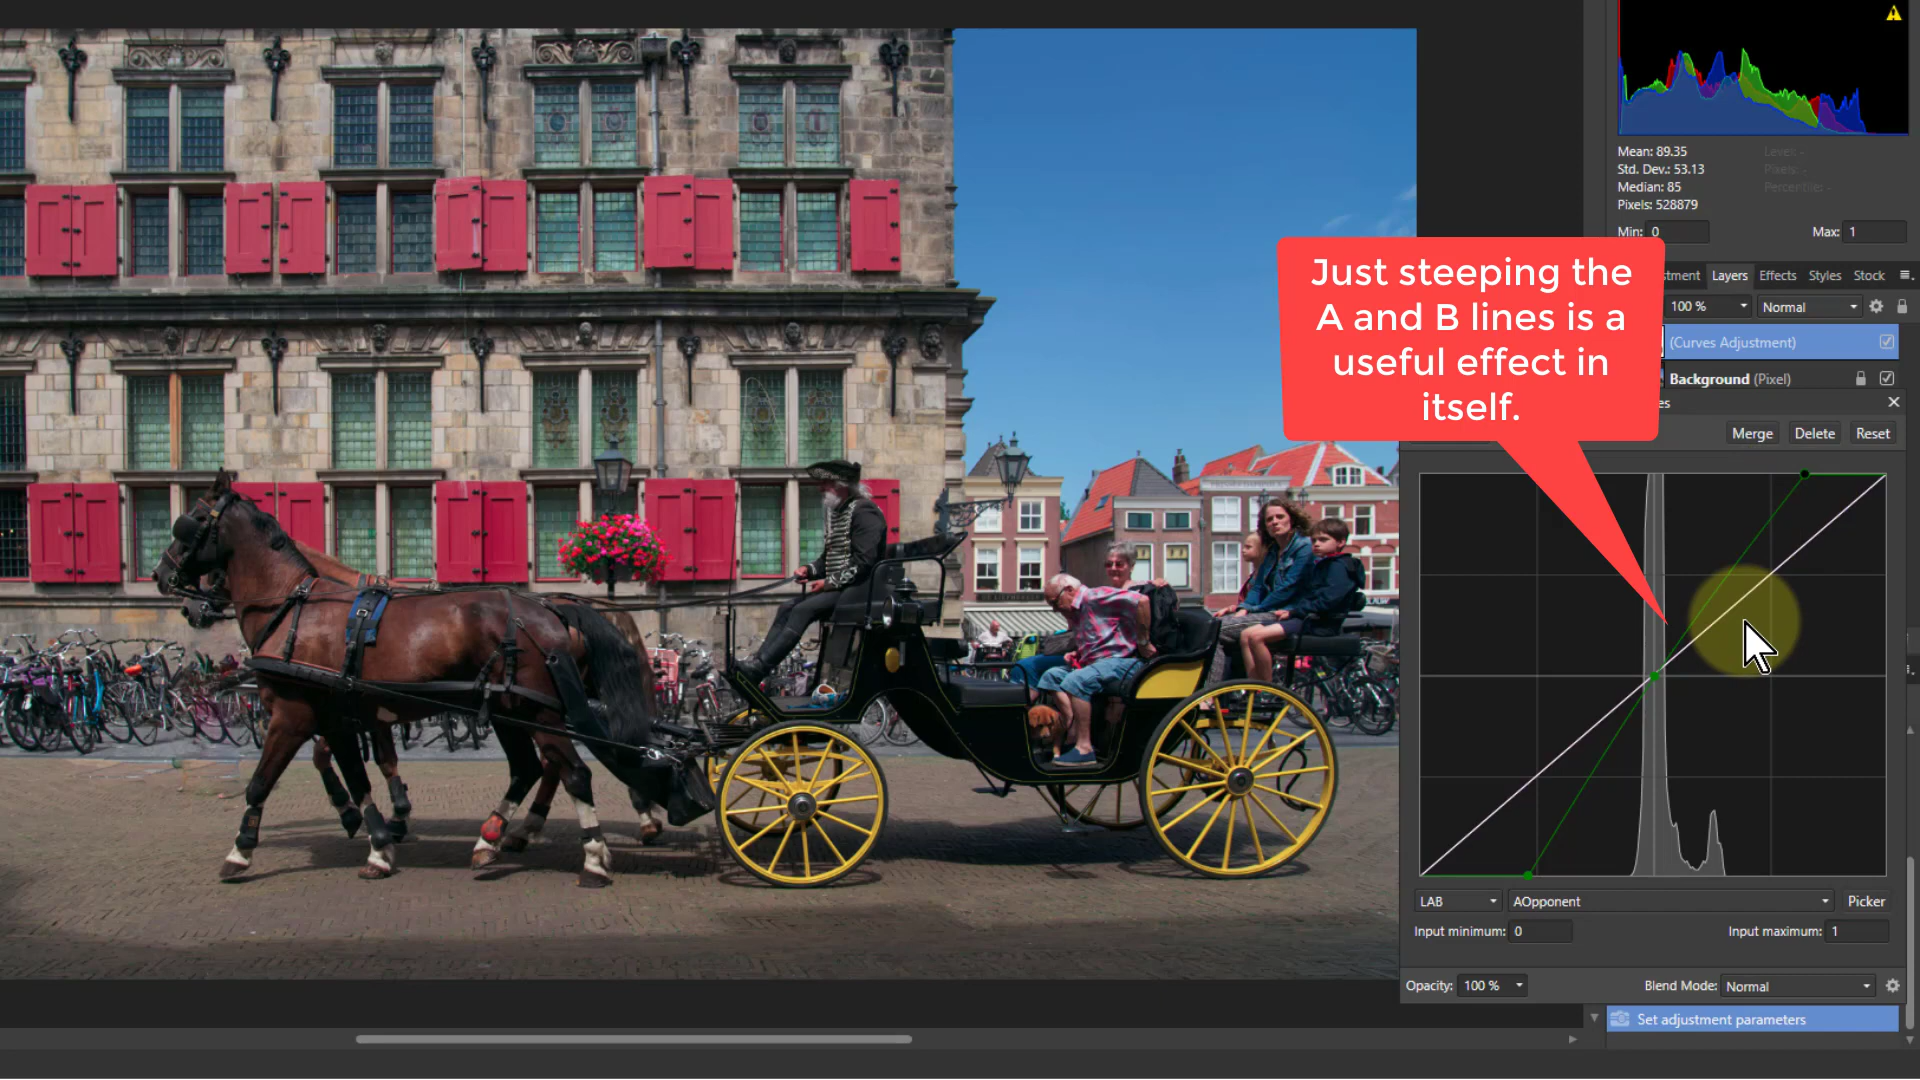 Mean: 89.35
Level: -
Std. Dev.: 53.13
Pixels: -
Median: 85
Percentile: -
Pixels: 528879
Min: 0
Max: 1
Just steeping the
A and B lines is a
useful effect in
itself.
tment
Layers
Effects
Styles
Stock
100 %
Normal
(Curves Adjustment)
Background (Pixel)
es
Merge
Delete
Reset
LAB
AOpponent
Picker
Input minimum: 0
Input maximum: 1
Opacity: 100 %
Blend Mode: Normal
Set adjustment parameters